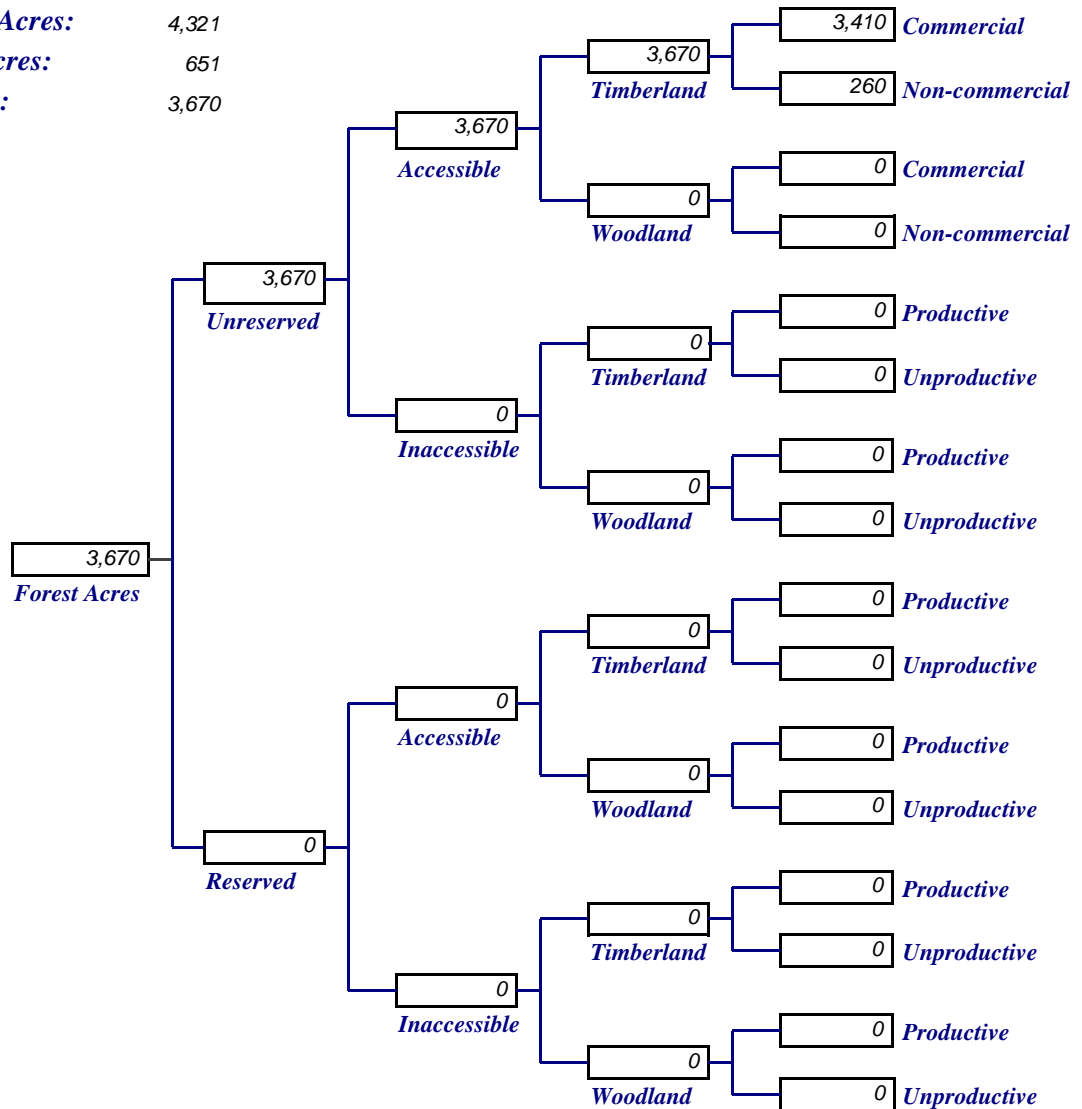 Acres: 4,321
cres: 651
: 3,670
3,410 Commercial
3,670
Timberland
260 Non-commercial
3,670
Accessible
0 Commercial
0
Woodland
0 Non-commercial
3,670
Unreserved
0 Productive
0
Timberland
0 Unproductive
0
Inaccessible
0 Productive
0
Woodland
0 Unproductive
3,670
Forest Acres
0 Productive
0
Timberland
0 Unproductive
0
Accessible
0 Productive
0
Woodland
0 Unproductive
0
Reserved
0 Productive
0
Timberland
0 Unproductive
0
Inaccessible
0 Productive
0
Woodland
0 Unproductive